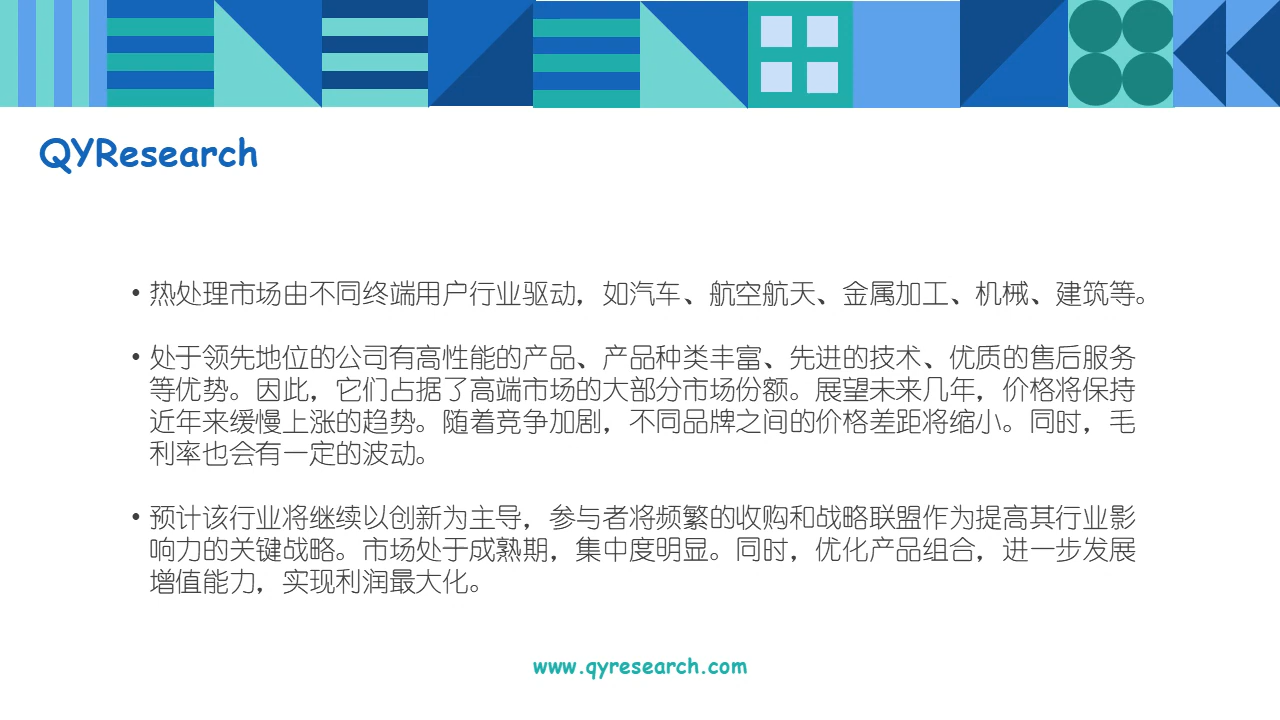 QYResearch
• 热处理市场由不同终端用户行业驱动，如汽车、航空航天、金属加工、机械、建筑等。
• 处于领先地位的公司有高性能的产品、产品种类丰富、先进的技术、优质的售后服务
等优势。因此，它们占据了高端市场的大部分市场份额。展望未来几年，价格将保持
近年来缓慢上涨的趋势。随着竞争加剧，不同品牌之间的价格差距将缩小。同时，毛
利率也会有一定的波动。
• 预计该行业将继续以创新为主导，参与者将频繁的收购和战略联盟作为提高其行业影
响力的关键战略。市场处于成熟期，集中度明显。同时，优化产品组合，进一步发展
增值能力，实现利润最大化。
www.qyresearch.com